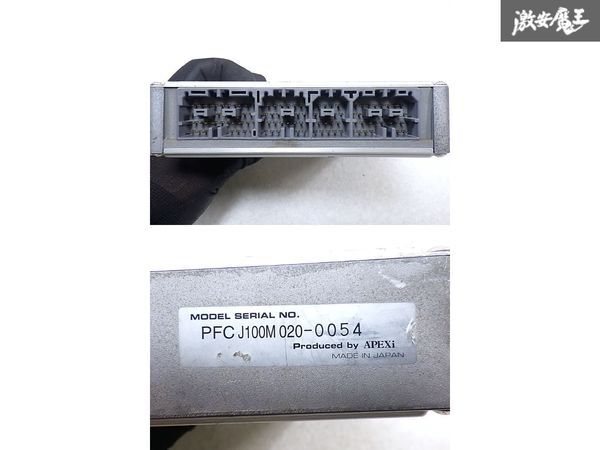 激安魔王
MODEL SERIAL NO.
PFC J100M 020-0054
Produced by APEXi
MADE IN JAPAN